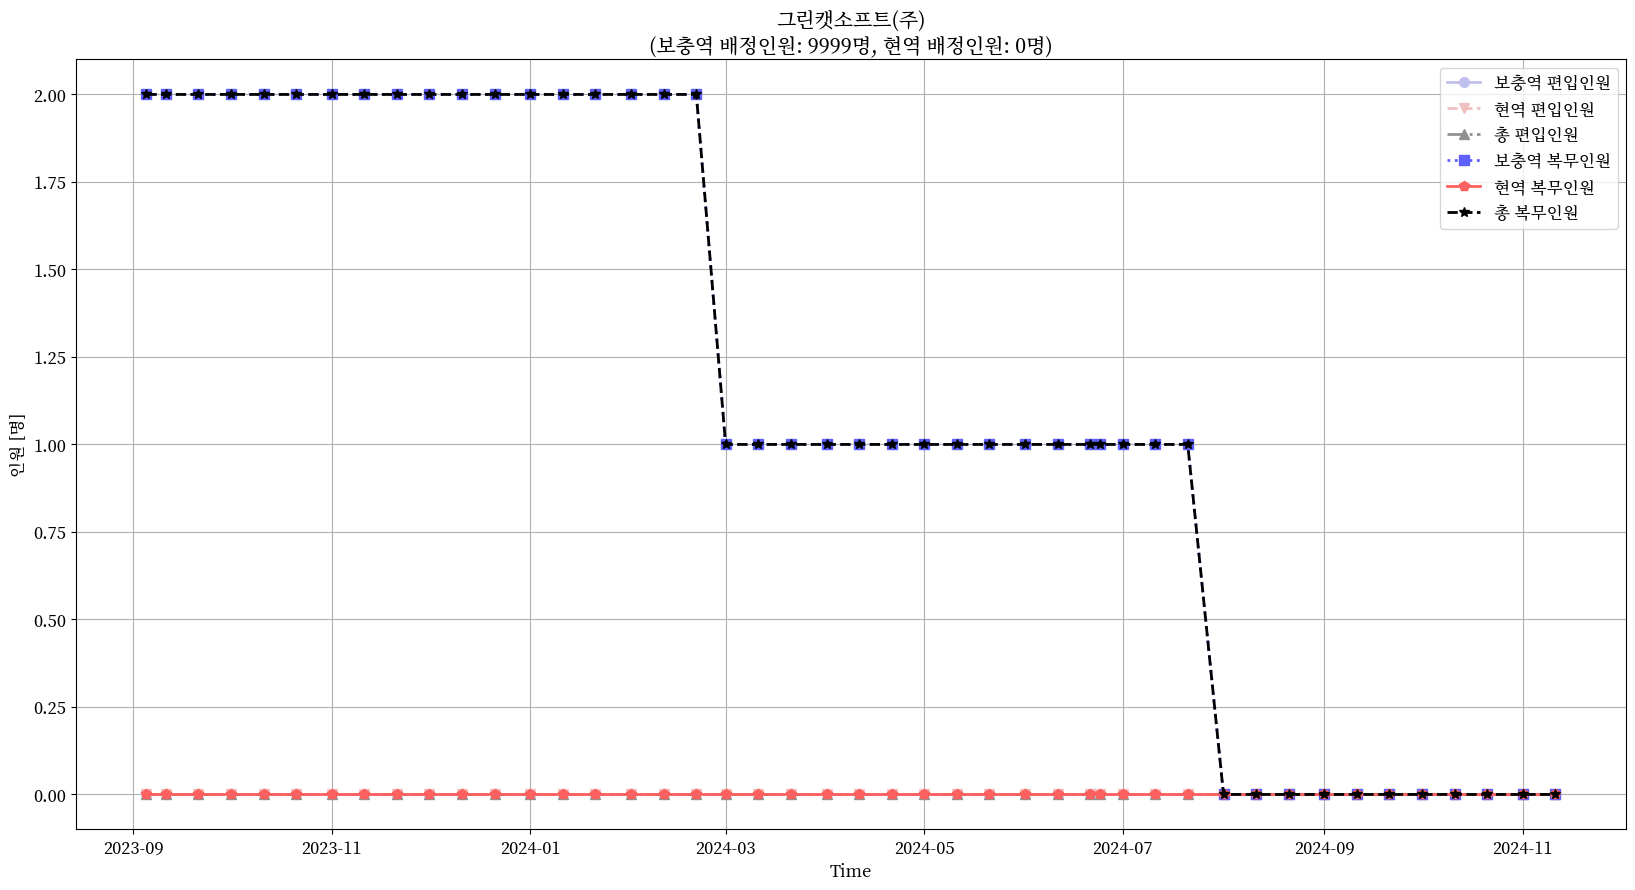 그린캣소프트(주)
(보충역 배정인원: 9999명, 현역 배정인원: 0명)
보충역 편입인원
현역 편입인원
총 편입인원
보충역 복무인원
현역 복무인원
총 복무인원
2.00
1.75
1.50
1.25
1.00
0.75
0.50
0.25
0.00
인원 [명]
2023-09
2023-11
2024-01
2024-03
2024-05
2024-07
2024-09
2024-11
Time